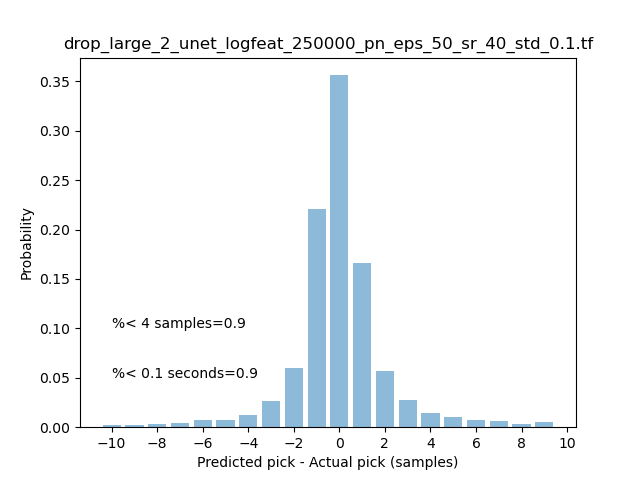 drop_large_2_unet_logfeat_250000_pn_eps_50_sr_40_std_0.1.tf
0.35
0.30
0.25
0.20
0.15
0.10
0.05
0.00
Probability
%< 4 samples=0.9
%< 0.1 seconds=0.9
−10 −8 −6 −4 −2 0 2 4 6 8 10
Predicted pick - Actual pick (samples)